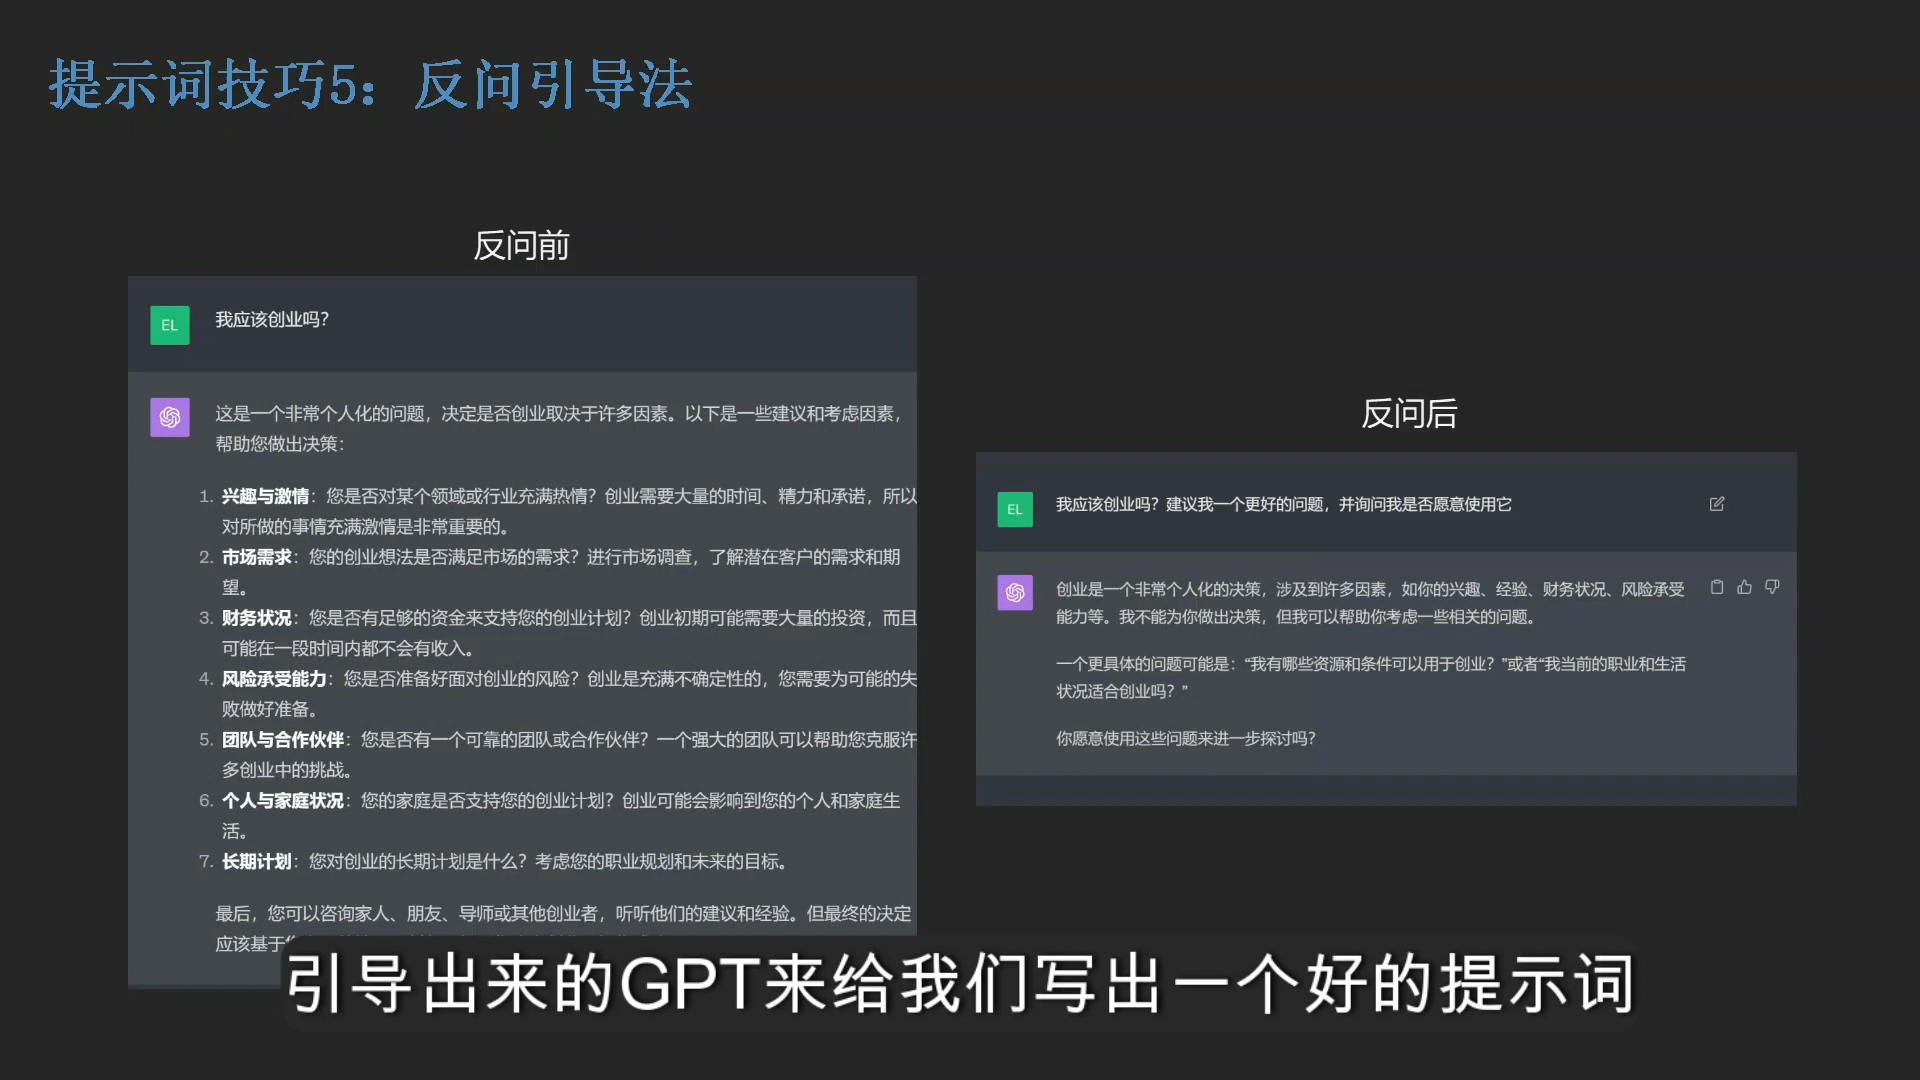 提示词技巧5：反问引导法
反问前
EL
我应该创业吗？
这是一个非常个人化的问题，决定是否创业取决于许多因素。以下是一些建议和考虑因素，
帮助您做出决策：
1. 兴趣与激情：您是否对某个领域或行业充满热情？创业需要大量的时间、精力和承诺，所以
对所做的事情充满激情是非常重要的。
2. 市场需求：您的创业想法是否满足市场的需求？进行市场调查，了解潜在客户的需求和期
望。
3. 财务状况：您是否有足够的资金来支持您的创业计划？创业初期可能需要大量的投资，而且
可能在一段时间内都不会有收入。
4. 风险承受能力：您是否准备好面对创业的风险？创业是充满不确定性的，您需要为可能的失
败做好准备。
5. 团队与合作伙伴：您是否有一个可靠的团队或合作伙伴？一个强大的团队可以帮助您克服许
多创业中的挑战。
6. 个人与家庭状况：您的家庭是否支持您的创业计划？创业可能会影响到您的个人和家庭生
活。
7. 长期计划：您对创业的长期计划是什么？考虑您的职业规划和未来的目标。
最后，您可以咨询家人、朋友、导师或其他创业者，听听他们的建议和经验。但最终的决定
应该基于
反问后
EL
我应该创业吗？建议我一个更好的问题，并询问我是否愿意使用它
创业是一个非常个人化的决策，涉及到许多因素，如你的兴趣、经验、财务状况、风险承受
能力等。我不能为你做出决策，但我可以帮助你考虑一些相关的问题。
一个更具体的问题可能是：“我有哪些资源和条件可以用于创业？”或者“我当前的职业和生活
状况适合创业吗？”
你愿意使用这些问题来进一步探讨吗？
引导出来的GPT来给我们写出一个好的提示词